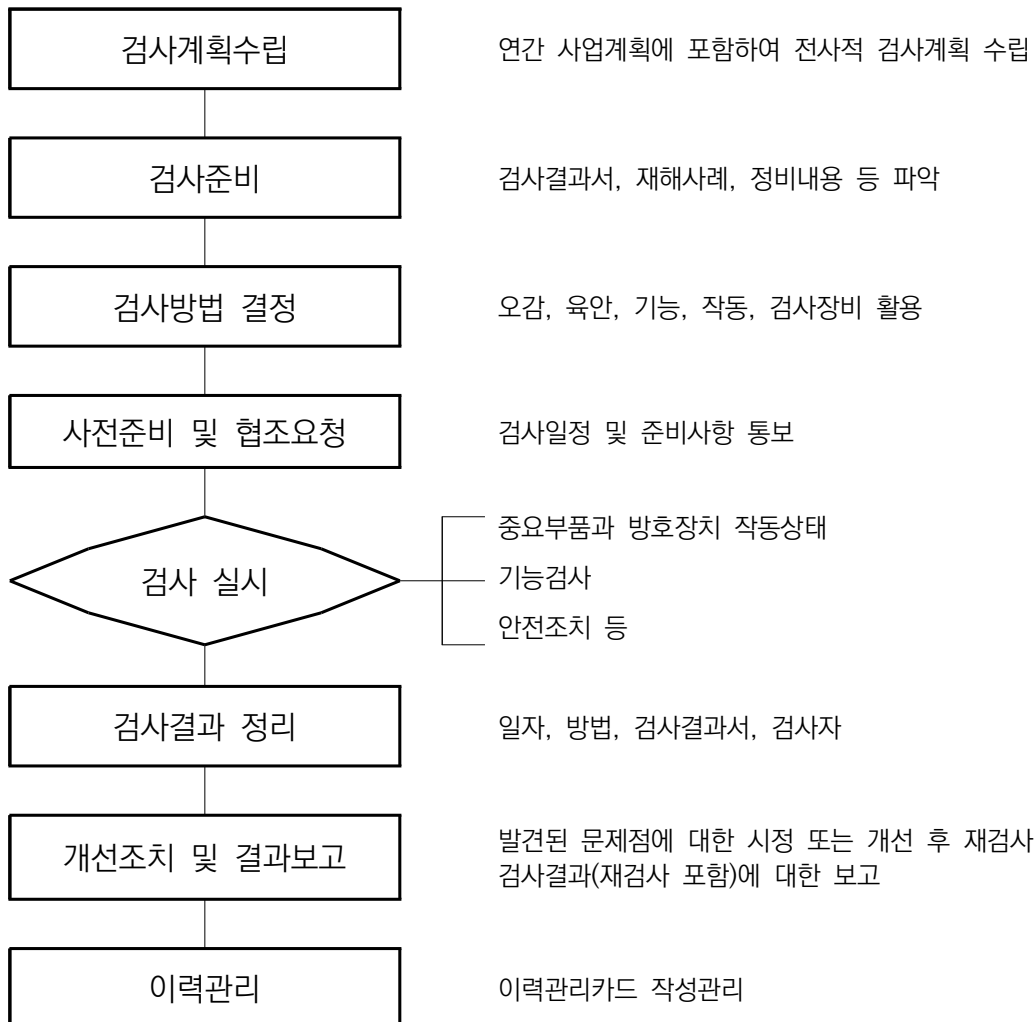 검사계획수립
연간 사업계획에 포함하여 전사적 검사계획 수립
검사준비
검사결과서, 재해사례, 정비내용 등 파악
검사방법 결정
오감, 육안, 기능, 작동, 검사장비 활용
사전준비 및 협조요청
검사일정 및 준비사항 통보
검사 실시
중요부품과 방호장치 작동상태
기능검사
안전조치 등
검사결과 정리
일자, 방법, 검사결과서, 검사자
개선조치 및 결과보고
발견된 문제점에 대한 시정 또는 개선 후 재검사
검사결과(재검사 포함)에 대한 보고
이력관리
이력관리카드 작성관리